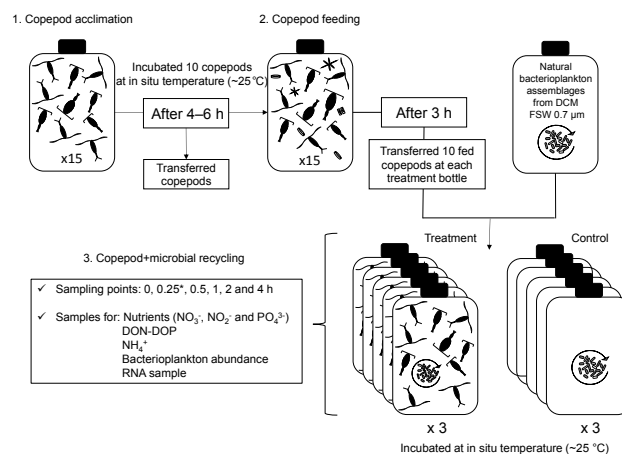 1. Copepod acclimation
2. Copepod feeding
Incubated 10 copepods
at in situ temperature (~25 °C)
After 4–6 h
Transferred
copepods
x15
x15
After 3 h
Transferred 10 fed
copepods at each
treatment bottle
Natural
bacterioplankton
assemblages
from DCM
FSW 0.7 µm
3. Copepod+microbial recycling
✓ Sampling points: 0, 0.25*, 0.5, 1, 2 and 4 h
✓ Samples for: Nutrients (NO₃⁻, NO₂⁻ and PO₄³⁻)
DON-DOP
NH₄⁺
Bacterioplankton abundance
RNA sample
Treatment
Control
x 3
x 3
Incubated at in situ temperature (~25 °C)